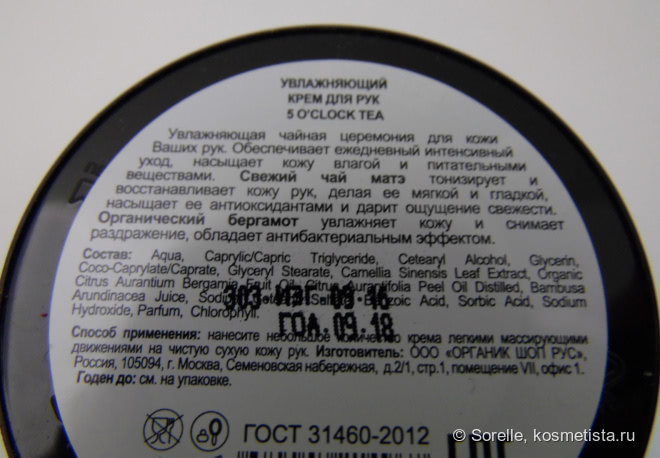 УВЛАЖНЯЮЩИЙ
КРЕМ ДЛЯ РУК
5 O'CLOCK TEA
Увлажняющая чайная церемония для кожи
Ваших рук. Обеспечивает ежедневный интенсивный
уход, насыщает кожу влагой и питательными
веществами. Свежий чай матэ тонизирует и
восстанавливает кожу рук, делая ее мягкой и гладкой,
насыщает ее антиоксидантами и дарит ощущение свежести.
Органический бергамот увлажняет кожу и снимает
раздражение, обладает антибактериальным эффектом.
Состав: Aqua, Caprylic/Capric Triglyceride, Cetearyl Alcohol, Glycerin,
Coco-Caprylate/Caprate, Glyceryl Stearate, Camellia Sinensis Leaf Extract, Organic
Citrus Aurantium Bergamia Fruit Oil, Citrus Aurantifolia Peel Oil Distilled, Bambusa
Arundinacea Juice, Benzoic Acid, Sorbic Acid, Sodium
Hydroxide, Parfum, Chlorophyll.
303 ИЗГ 09.16
ГОД.09.18
Способ применения: нанесите небольшое количество крема легкими массирующими
движениями на чистую сухую кожу рук. Изготовитель: ООО «ОРГАНИК ШОП РУС»,
Россия, 105094, г. Москва, Семеновская набережная, д.2/1, стр.1, помещение VII, офис 1.
Годен до: см. на упаковке.
ГОСТ 31460-2012
© Sorelle, kosmetista.ru